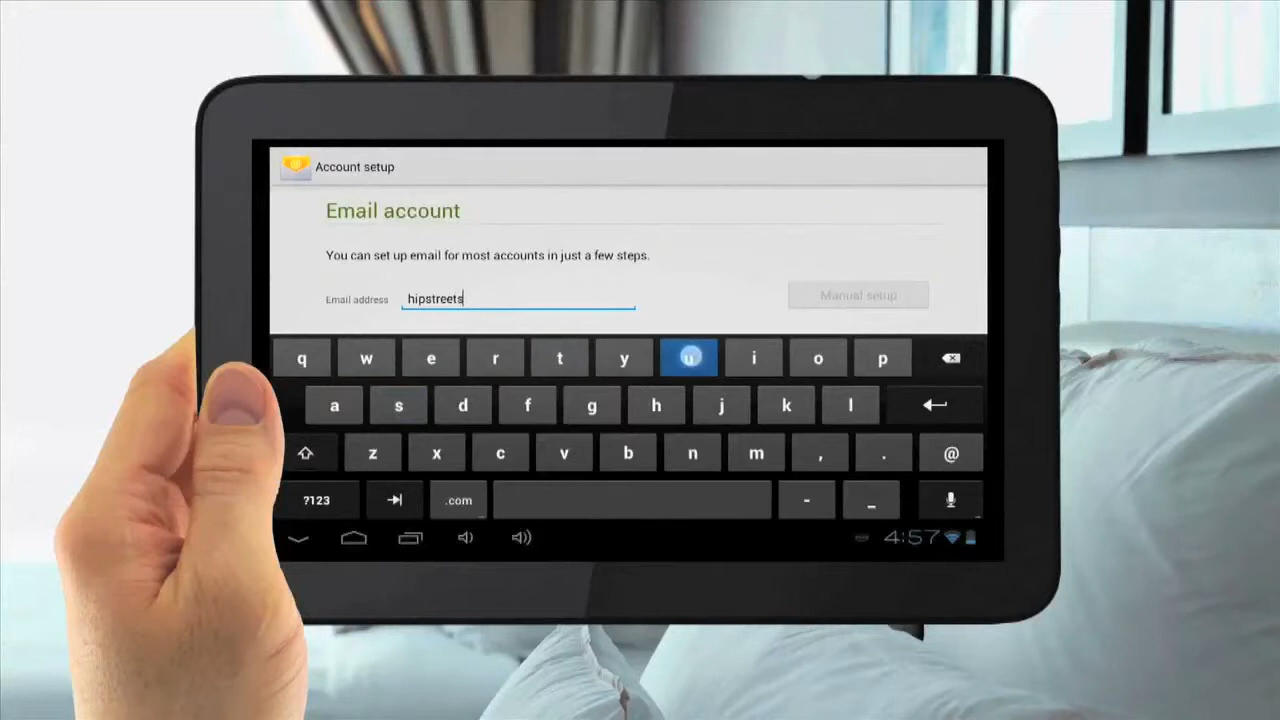 Account setup
Email account
You can set up email for most accounts in just a few steps.
Email address hipstreets Manual setup
q w e r t y u i o p
a s d f g h j k l
z x c v b n m , . @
?123 .com - _
4:57